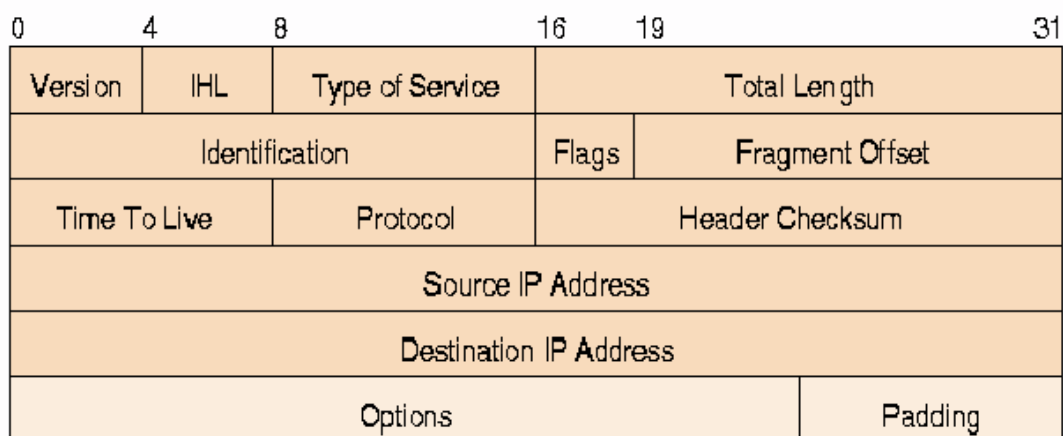 0 4 8 16 19 31
Version IHL Type of Service Total Length
Identification Flags Fragment Offset
Time To Live Protocol Header Checksum
Source IP Address
Destination IP Address
Options Padding